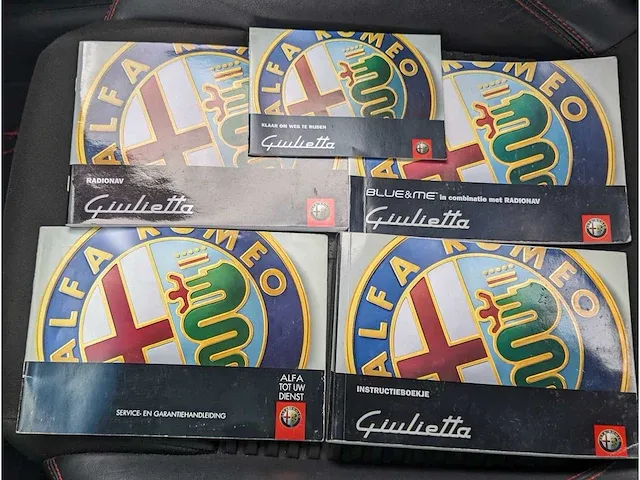 ALFA ROMEO
RADIONAV
Giulietta
ALFA ROMEO
KLAAR OM WEG TE RIJDEN
Giulietta
ALFA ROMEO
BLUE&ME in combinatie met RADIONAV
Giulietta
ALFA ROMEO
ALFA
TOT UW
DIENST
SERVICE- EN GARANTIEHANDLEIDING
ALFA ROMEO
INSTRUCTIEBOEKJE
Giulietta